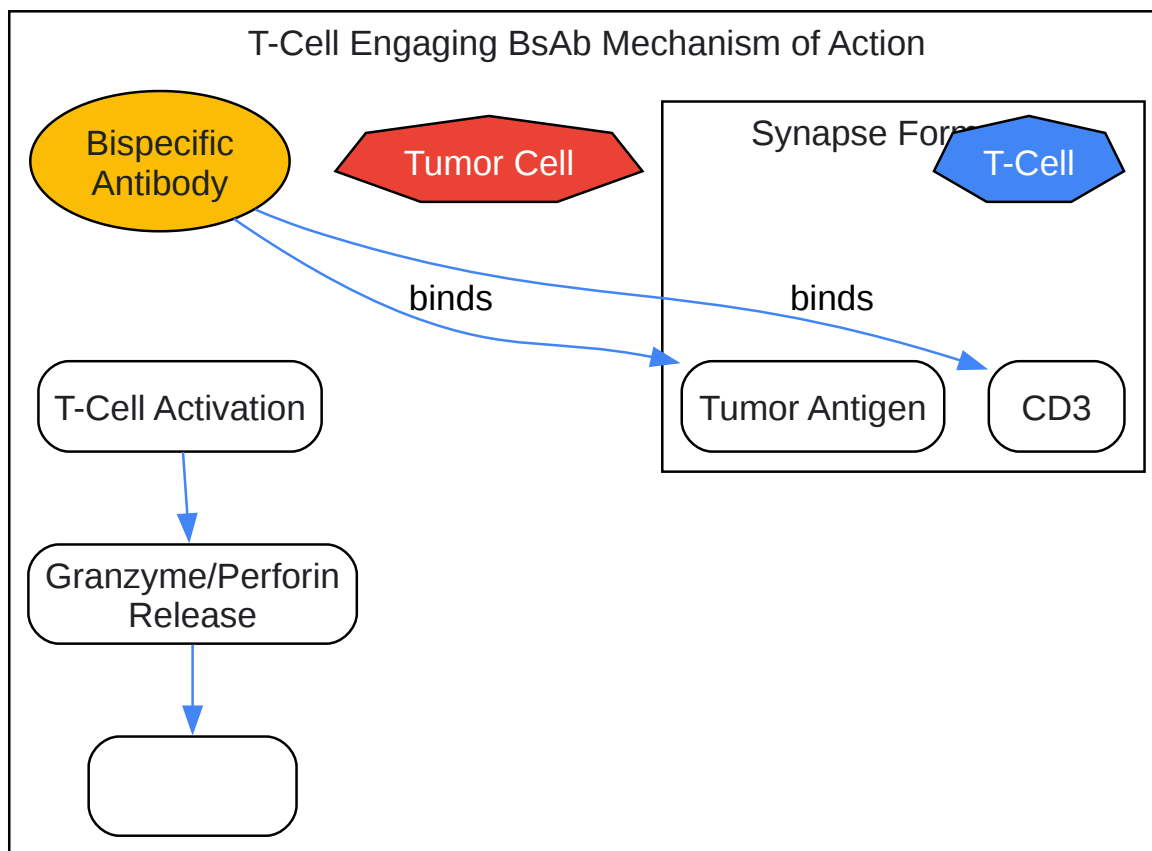 T-Cell Engaging BsAb Mechanism of Action
Bispecific
Antibody
Tumor Cell
Synapse
T-Cell
binds
binds
T-Cell Activation
Tumor Antigen
CD3
Granzyme/Perforin
Release